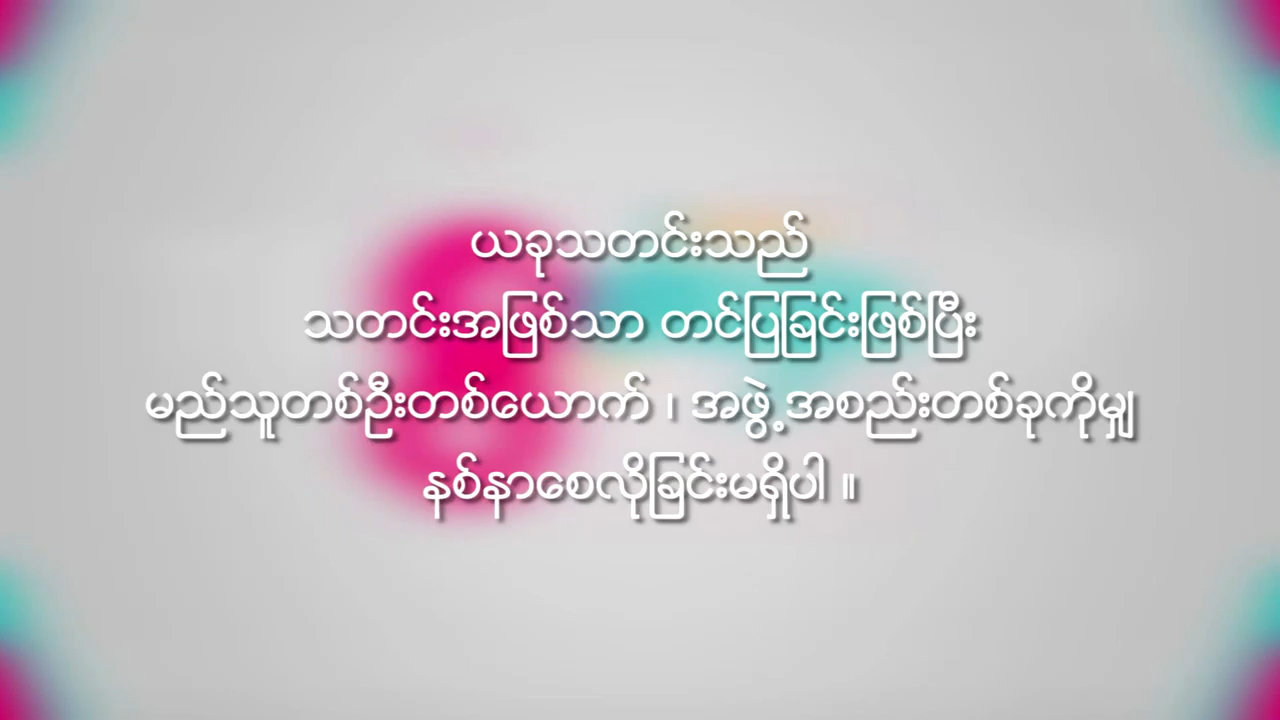 ယခုသတင်းသည်
သတင်းအဖြစ်သာ တင်ပြခြင်းဖြစ်ပြီး
မည်သူတစ်ဦးတစ်ယောက် ၊ အဖွဲ့အစည်းတစ်ခုကိုမျှ
နစ်နာစေလိုခြင်းမရှိပါ ။